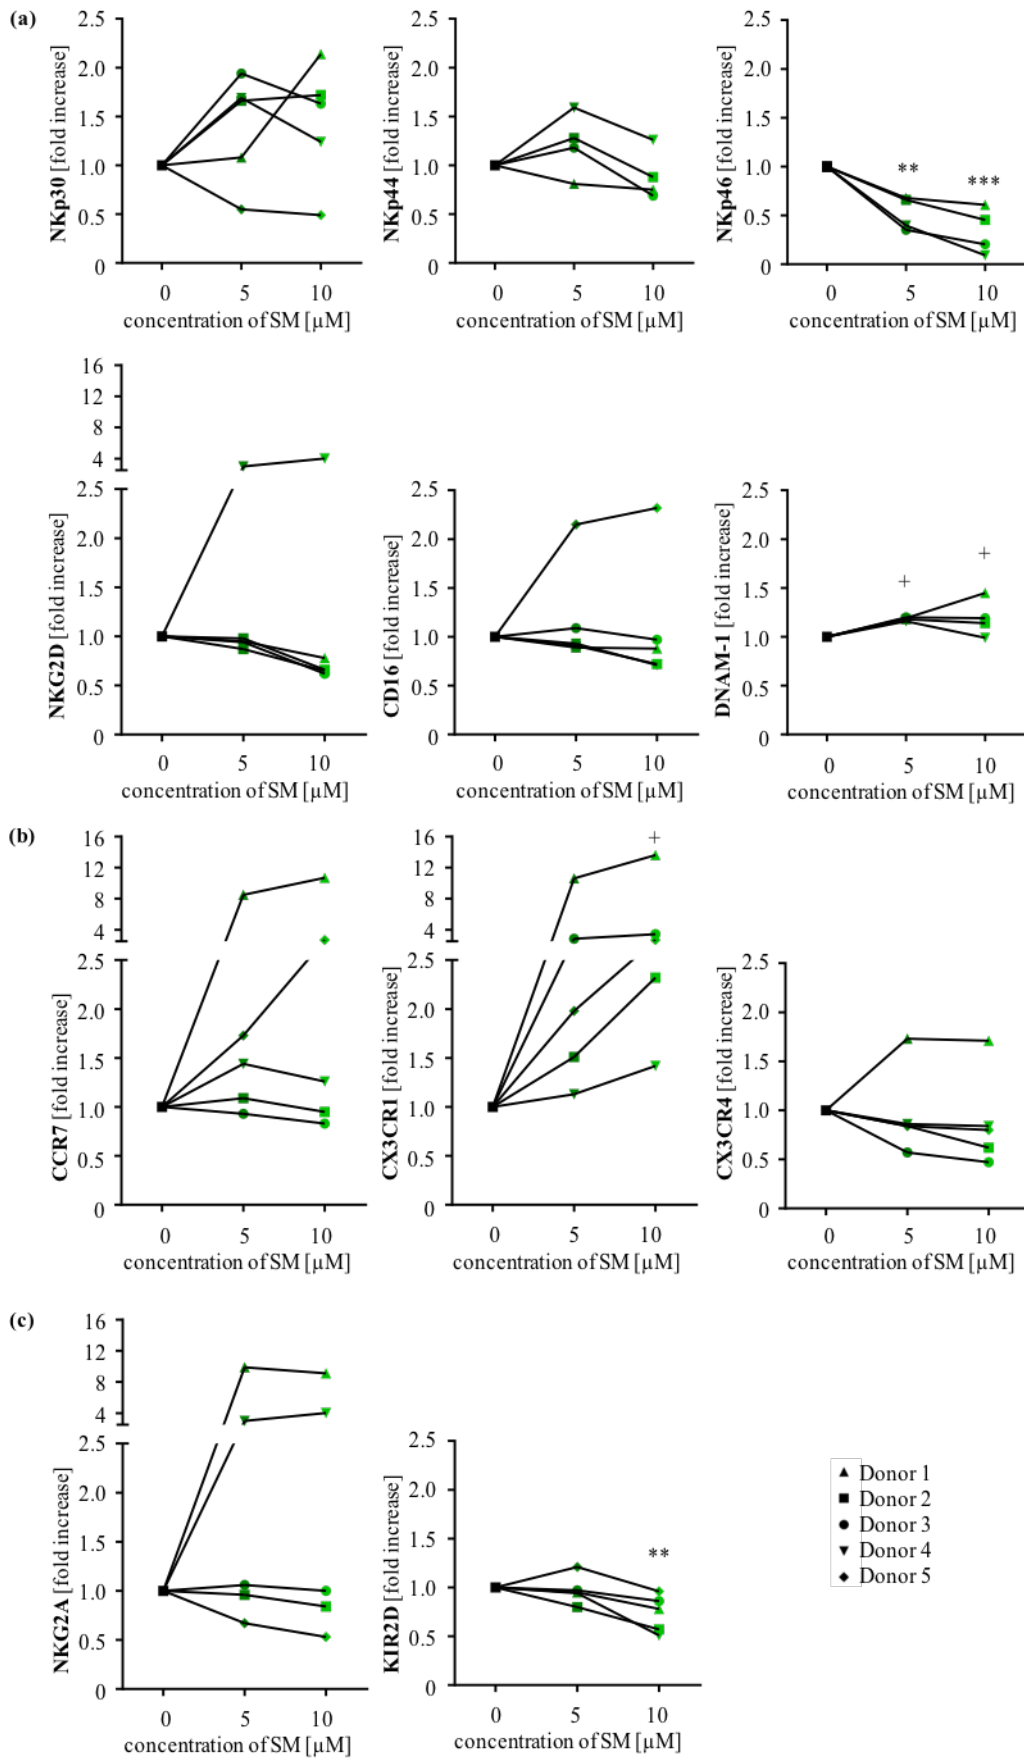 (a)
NKp30 [fold increase]
2.5
2.0
1.5
1.0
0.5
0
0 5 10
concentration of SM [µM]
NKp44 [fold increase]
2.5
2.0
1.5
1.0
0.5
0
0 5 10
concentration of SM [µM]
NKp46 [fold increase]
2.5
2.0
1.5
1.0
0.5
0
**
***
0 5 10
concentration of SM [µM]
NKG2D [fold increase]
16
12
8
4
2.5
2.0
1.5
1.0
0.5
0
0 5 10
concentration of SM [µM]
CD16 [fold increase]
2.5
2.0
1.5
1.0
0.5
0
0 5 10
concentration of SM [µM]
DNAM-1 [fold increase]
2.5
2.0
1.5
1.0
0.5
0
+
+
0 5 10
concentration of SM [µM]
(b)
CCR7 [fold increase]
16
12
8
4
2.5
2.0
1.5
1.0
0.5
0
0 5 10
concentration of SM [µM]
CX3CR1 [fold increase]
16
12
8
4
2.5
2.0
1.5
1.0
0.5
0
+
0 5 10
concentration of SM [µM]
CX3CR4 [fold increase]
2.5
2.0
1.5
1.0
0.5
0
0 5 10
concentration of SM [µM]
(c)
NKG2A [fold increase]
16
12
8
4
2.5
2.0
1.5
1.0
0.5
0
0 5 10
concentration of SM [µM]
KIR2D [fold increase]
2.5
2.0
1.5
1.0
0.5
0
**
0 5 10
concentration of SM [µM]
Donor 1
Donor 2
Donor 3
Donor 4
Donor 5